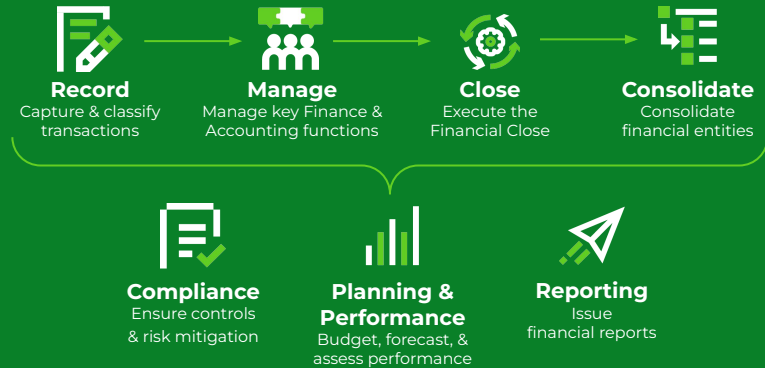 Record
Capture & classify
transactions
Manage
Manage key Finance &
Accounting functions
Close
Execute the
Financial Close
Consolidate
Consolidate
financial entities
Compliance
Ensure controls
& risk mitigation
Planning &
Performance
Budget, forecast, &
assess performance
Reporting
Issue
financial reports